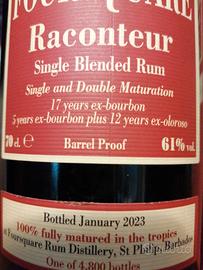 FOURSQUARE
Raconteur
Single Blended Rum
Single and Double Maturation
17 years ex-bourbon
5 years ex-bourbon plus 12 years ex-oloroso
70 cl. ℮
Barrel Proof
61% vol.
Bottled January 2023
100% fully matured in the tropics
at Foursquare Rum Distillery, St Philip, Barbados
One of 4,800 bottles